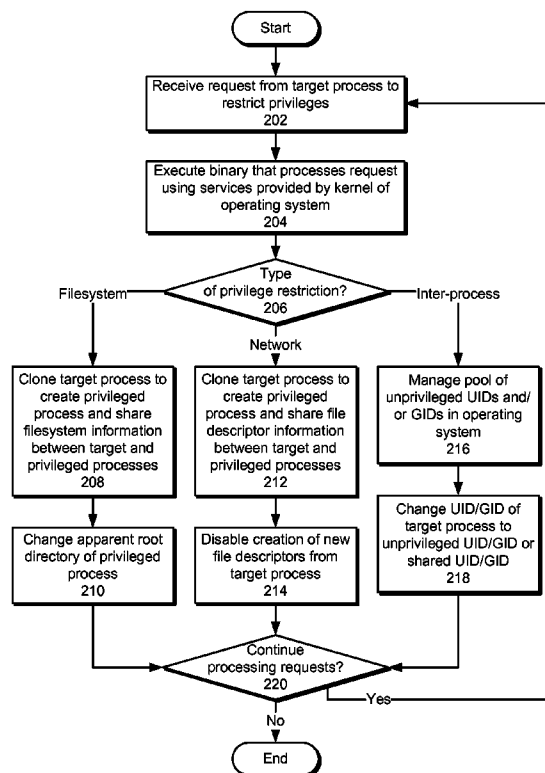 Start
Receive request from target process to
restrict privileges
202
Execute binary that processes request
using services provided by kernel of
operating system
204
Type
of privilege restriction?
206
Filesystem
Inter-process
Network
Clone target process to
create privileged
process and share
filesystem information
between target and
privileged processes
208
Clone target process to
create privileged
process and share file
descriptor information
between target and
privileged processes
212
Manage pool of
unprivileged UIDs and/
or GIDs in operating
system
216
Change apparent root
directory of privileged
process
210
Disable creation of new
file descriptors from
target process
214
Change UID/GID of
target process to
unprivileged UID/GID or
shared UID/GID
218
Continue
processing requests?
220
Yes
No
End